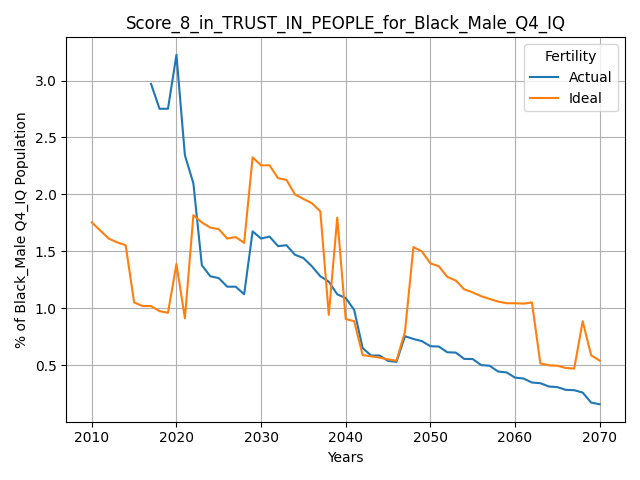 Score_8_in_TRUST_IN_PEOPLE_for_Black_Male_Q4_IQ
Fertility
Actual
Ideal
% of Black_Male Q4_IQ Population
3.0
2.5
2.0
1.5
1.0
0.5
2010 2020 2030 2040 2050 2060 2070
Years